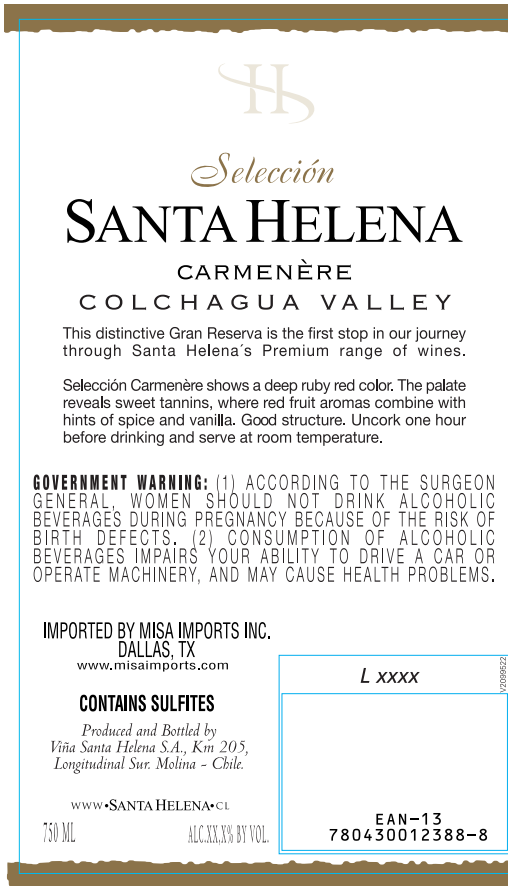 H
Selección
SANTA HELENA
CARMENÈRE
COLCHAGUA VALLEY
This distinctive Gran Reserva is the first stop in our journey
through Santa Helena´s Premium range of wines.
Selección Carmenère shows a deep ruby red color. The palate
reveals sweet tannins, where red fruit aromas combine with
hints of spice and vanilla. Good structure. Uncork one hour
before drinking and serve at room temperature.
GOVERNMENT WARNING: (1) ACCORDING TO THE SURGEON
GENERAL, WOMEN SHOULD NOT DRINK ALCOHOLIC
BEVERAGES DURING PREGNANCY BECAUSE OF THE RISK OF
BIRTH DEFECTS. (2) CONSUMPTION OF ALCOHOLIC
BEVERAGES IMPAIRS YOUR ABILITY TO DRIVE A CAR OR
OPERATE MACHINERY, AND MAY CAUSE HEALTH PROBLEMS.
IMPORTED BY MISA IMPORTS INC.
DALLAS, TX
www.misaimports.com
CONTAINS SULFITES
Produced and Bottled by
Viña Santa Helena S.A., Km 205,
Longitudinal Sur. Molina - Chile.
WWW•SANTA HELENA•CL
750 ML
ALC.XX,X% BY VOL.
L xxxx
V2099522
EAN-13
780430012388-8